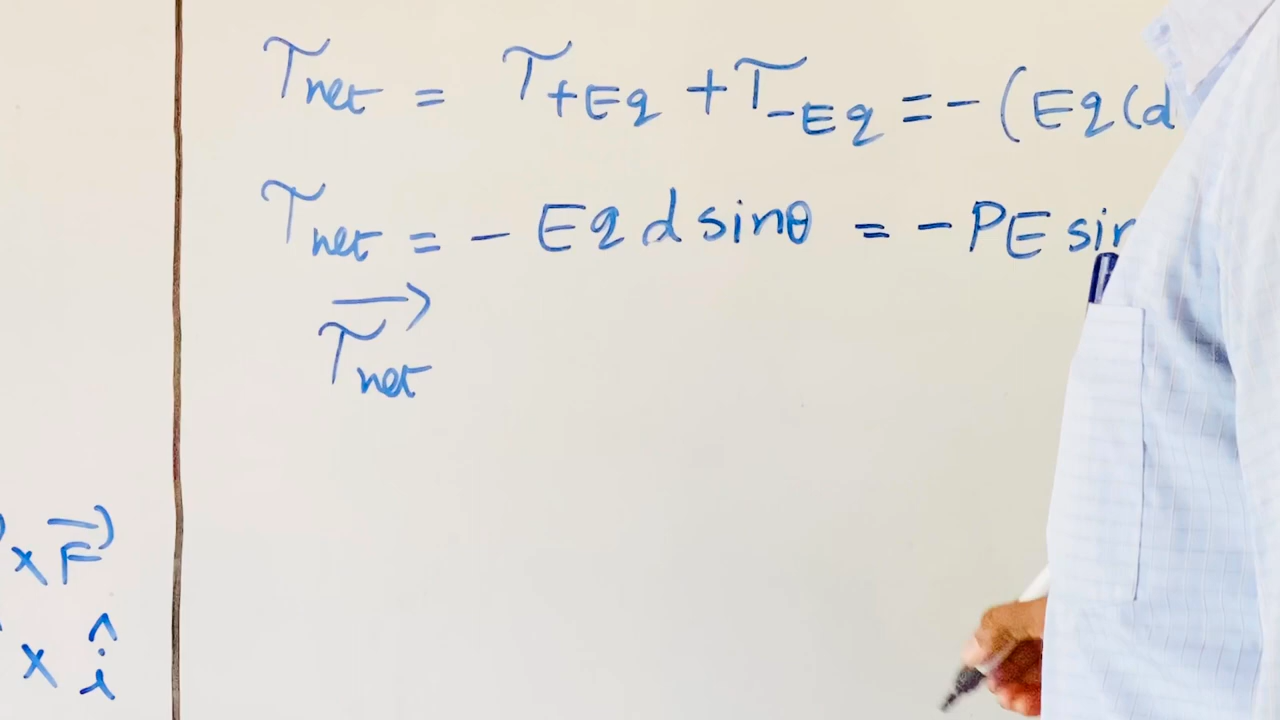 τnet = τ+Eq + τ-Eq = - (Eq(d
τnet = - Eqd sinθ = - PE sin
τnet
× F
× î